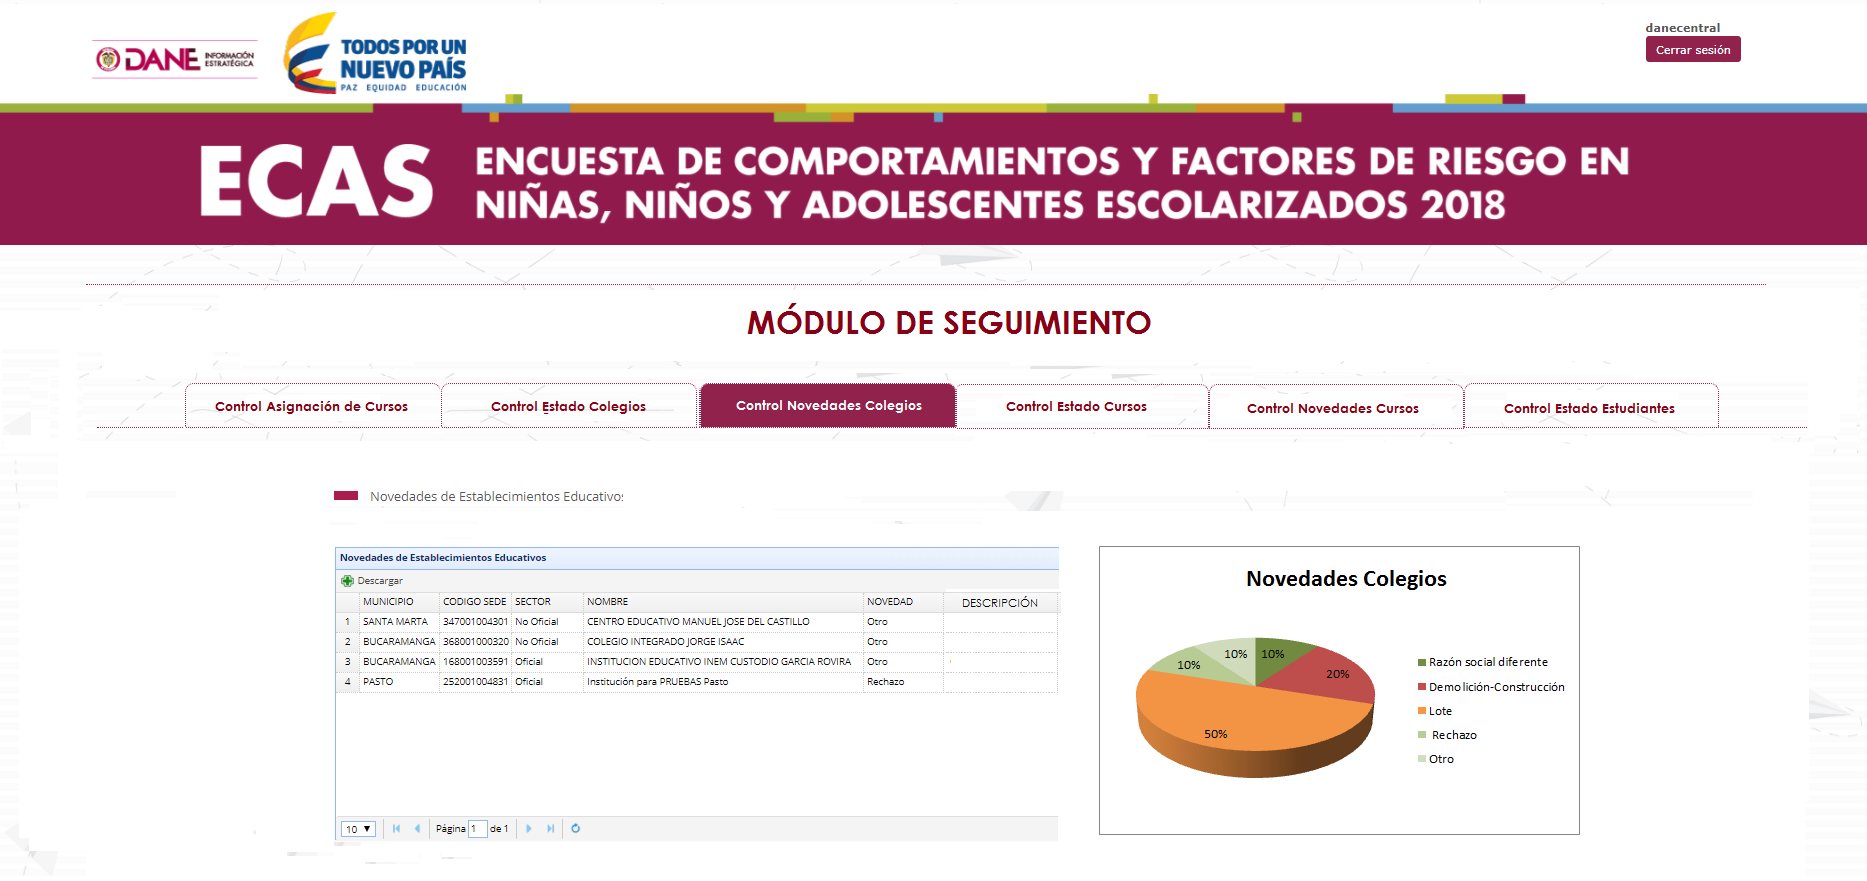 DANE INFORMACIÓN ESTRATÉGICA
TODOS POR UN
NUEVO PAÍS
PAZ EQUIDAD EDUCACIÓN
danecentral
Cerrar sesión
ECAS
ENCUESTA DE COMPORTAMIENTOS Y FACTORES DE RIESGO EN
NIÑAS, NIÑOS Y ADOLESCENTES ESCOLARIZADOS 2018
MÓDULO DE SEGUIMIENTO
Control Asignación de Cursos
Control Estado Colegios
Control Novedades Colegios
Control Estado Cursos
Control Novedades Cursos
Control Estado Estudiantes
Novedades de Establecimientos Educativos
Novedades de Establecimientos Educativos
Descargar
MUNICIPIO CODIGO SEDE SECTOR NOMBRE NOVEDAD DESCRIPCIÓN
1 SANTA MARTA 347001004301 No Oficial CENTRO EDUCATIVO MANUEL JOSE DEL CASTILLO Otro
2 BUCARAMANGA 368001000320 No Oficial COLEGIO INTEGRADO JORGE ISAAC Otro
3 BUCARAMANGA 168001003591 Oficial INSTITUCION EDUCATIVO INEM CUSTODIO GARCIA ROVIRA Otro
4 PASTO 252001004831 Oficial Institución para PRUEBAS Pasto Rechazo
10 Página 1 de 1
Novedades Colegios
10%
10%
10%
20%
50%
Razón social diferente
Demolición-Construcción
Lote
Rechazo
Otro